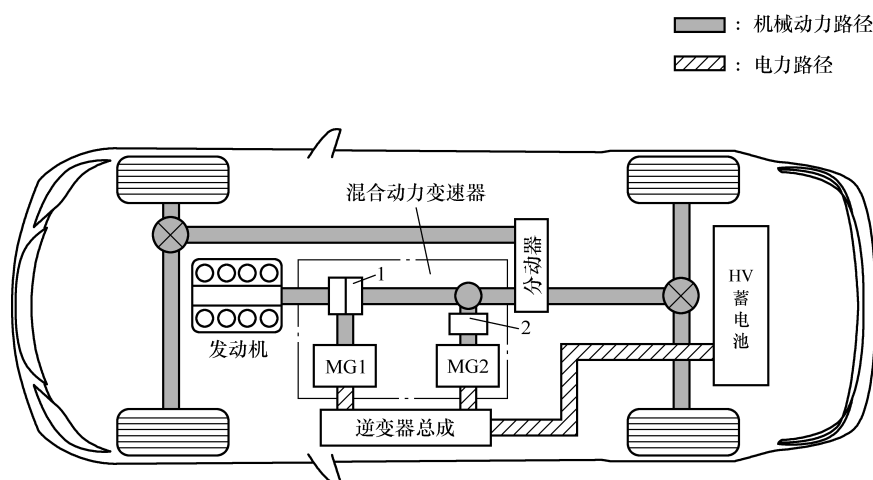 ：机械动力路径
：电力路径
混合动力变速器
分动器
1
HV
蓄
电
池
2
发动机
MG1
MG2
逆变器总成